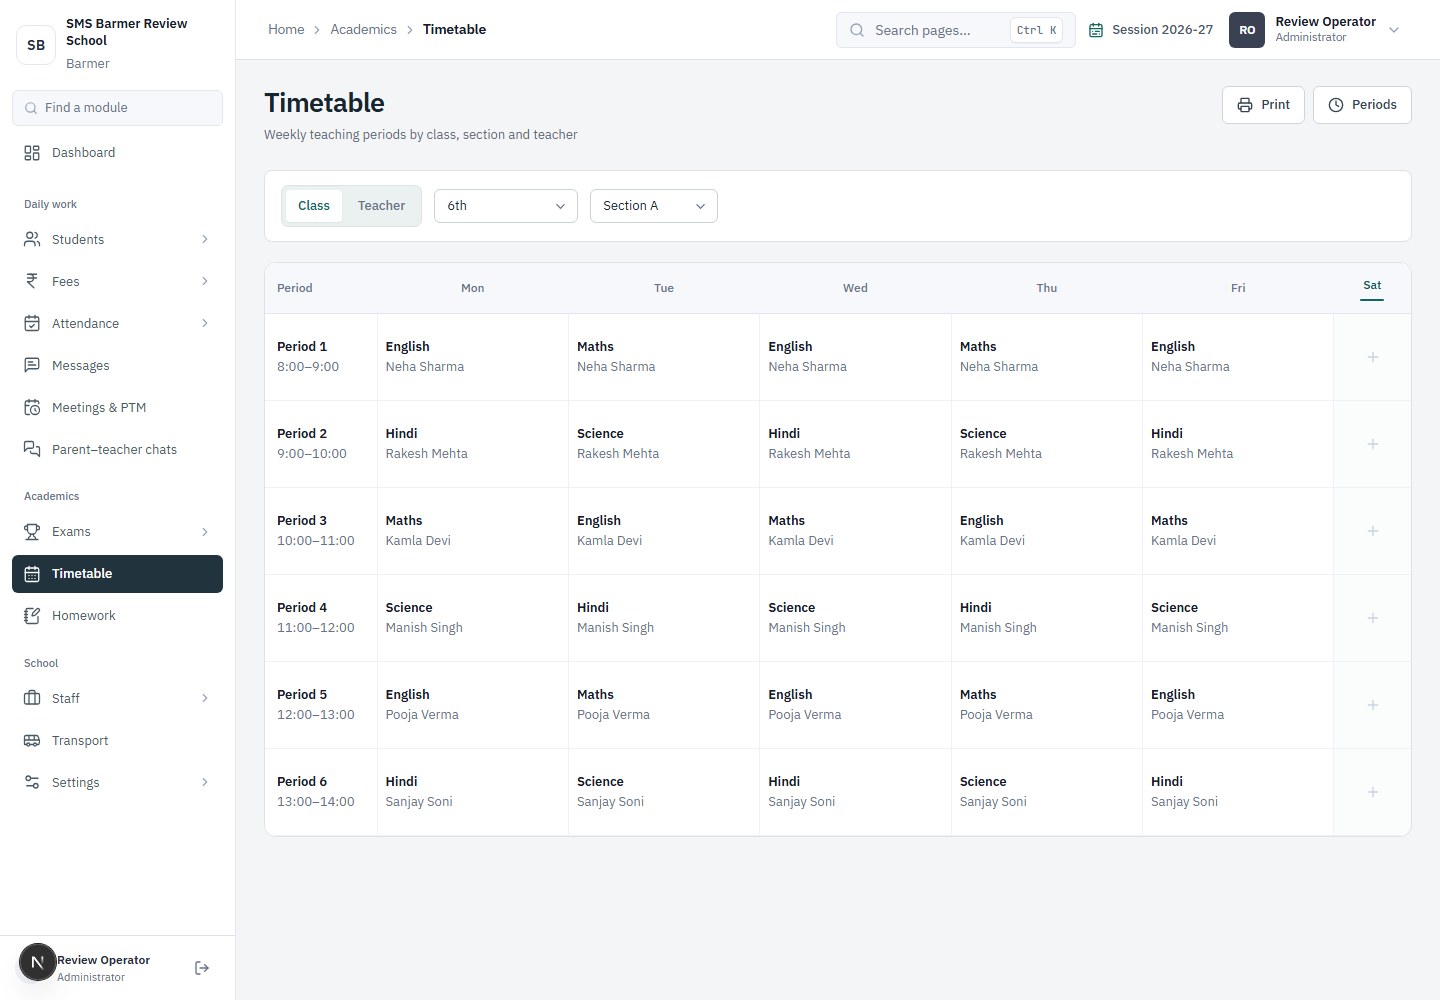 SMS Barmer Review School
Barmer
SB
Find a module
Dashboard
Daily work
Students
Fees
Attendance
Messages
Meetings & PTM
Parent–teacher chats
Academics
Exams
Timetable
Homework
School
Staff
Transport
Settings
N
Review Operator
Administrator
Home
Academics
Timetable
Search pages...
Ctrl K
Session 2026-27
RO
Review Operator
Administrator
Timetable
Weekly teaching periods by class, section and teacher
Print
Periods
Class
Teacher
6th
Section A
Period Mon Tue Wed Thu Fri Sat
Period 1 English Maths English Maths English
8:00–9:00 Neha Sharma Neha Sharma Neha Sharma Neha Sharma Neha Sharma
Period 2 Hindi Science Hindi Science Hindi
9:00–10:00 Rakesh Mehta Rakesh Mehta Rakesh Mehta Rakesh Mehta Rakesh Mehta
Period 3 Maths English Maths English Maths
10:00–11:00 Kamla Devi Kamla Devi Kamla Devi Kamla Devi Kamla Devi
Period 4 Science Hindi Science Hindi Science
11:00–12:00 Manish Singh Manish Singh Manish Singh Manish Singh Manish Singh
Period 5 English Maths English Maths English
12:00–13:00 Pooja Verma Pooja Verma Pooja Verma Pooja Verma Pooja Verma
Period 6 Hindi Science Hindi Science Hindi
13:00–14:00 Sanjay Soni Sanjay Soni Sanjay Soni Sanjay Soni Sanjay Soni